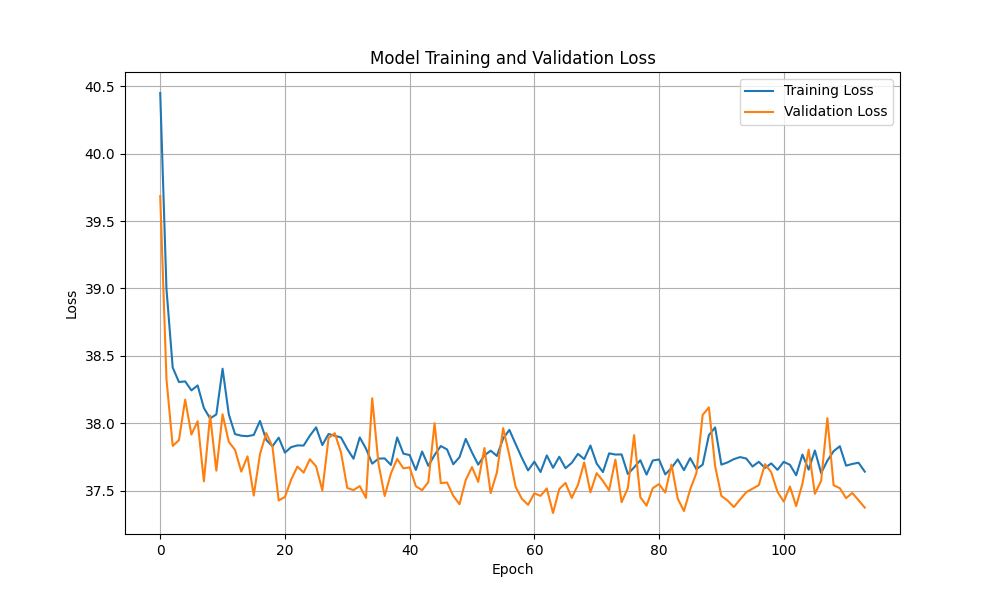 Model Training and Validation Loss
Training Loss
Validation Loss
40.5
40.0
39.5
39.0
38.5
38.0
37.5
Loss
0 20 40 60 80 100
Epoch